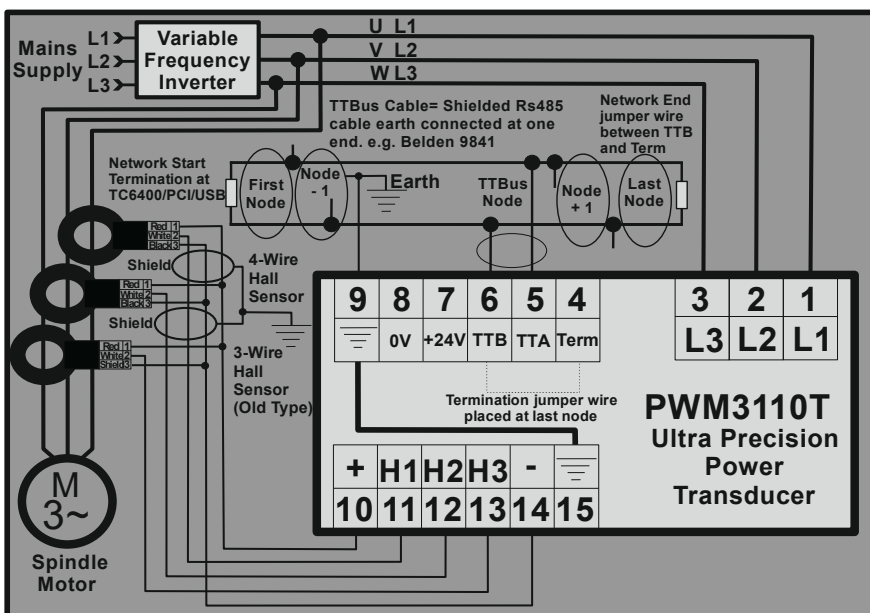 U L1
L1
Mains
Supply
L2
L3
Variable
Frequency
Inverter
V L2
W L3
TTBus Cable= Shielded Rs485
cable earth connected at one
end. e.g. Belden 9841
Network End
jumper wire
between TTB
and Term
Network Start
Termination at
TC6400/PCI/USB
First
Node
Node
- 1
Earth
TTBus
Node
Node
+ 1
Last
Node
Red 1
White 2
Black 3
Shield
4-Wire
Hall
Sensor
Red 1
White 2
Black 3
Shield
Red 1
White 2
Shield 3
3-Wire
Hall
Sensor
(Old Type)
9 8 7 6 5 4
0V +24V TTB TTA Term
3 2 1
L3 L2 L1
Termination jumper wire
placed at last node
PWM3110T
Ultra Precision
Power
Transducer
+ H1 H2 H3 -
10 11 12 13 14 15
M
3~
Spindle
Motor